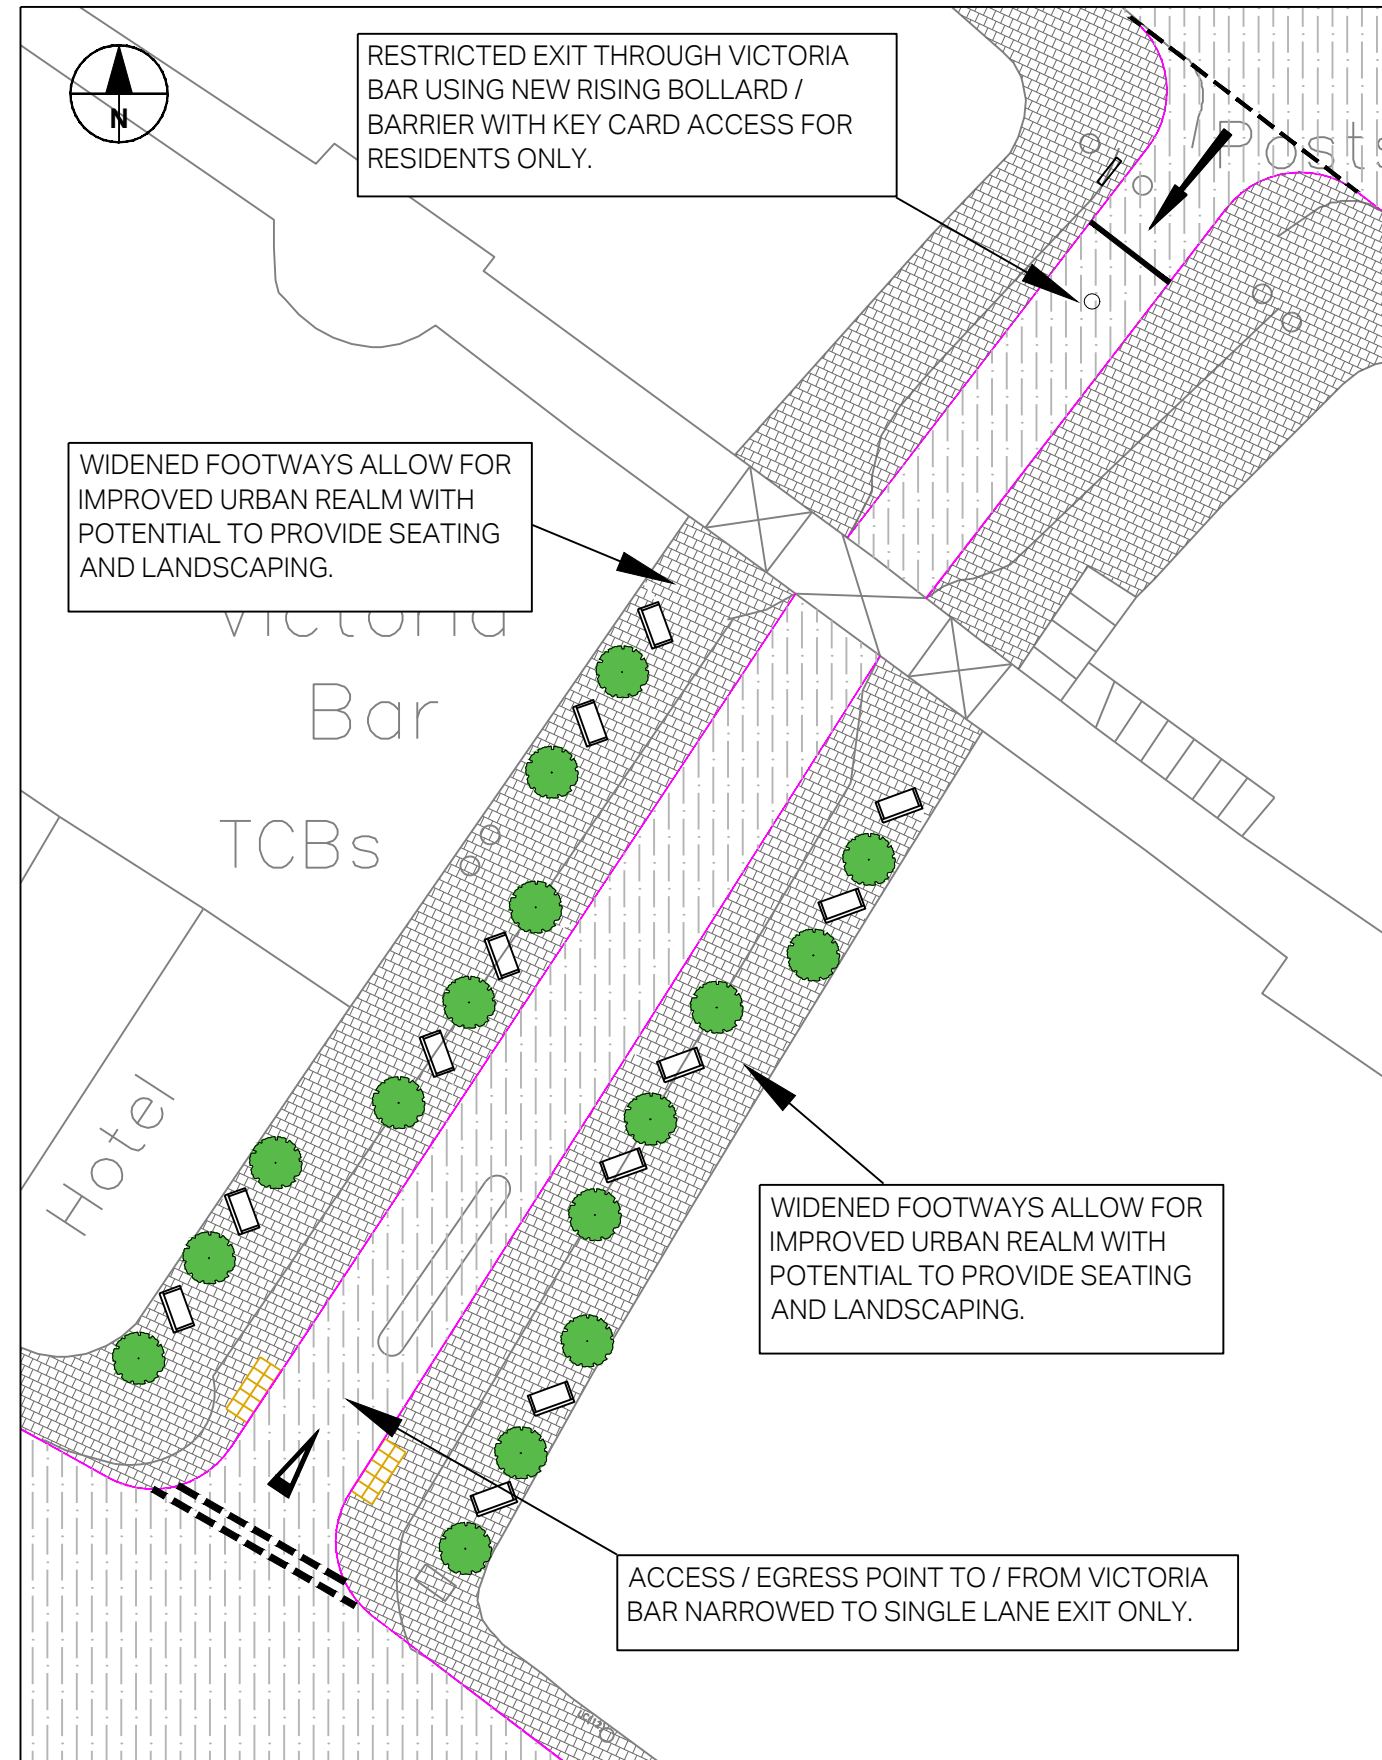 RESTRICTED EXIT THROUGH VICTORIA
BAR USING NEW RISING BOLLARD /
BARRIER WITH KEY CARD ACCESS FOR
RESIDENTS ONLY.
N
Posts
WIDENED FOOTWAYS ALLOW FOR
IMPROVED URBAN REALM WITH
POTENTIAL TO PROVIDE SEATING
AND LANDSCAPING.
Victoria
Bar
TCBs
Hotel
WIDENED FOOTWAYS ALLOW FOR
IMPROVED URBAN REALM WITH
POTENTIAL TO PROVIDE SEATING
AND LANDSCAPING.
ACCESS / EGRESS POINT TO / FROM VICTORIA
BAR NARROWED TO SINGLE LANE EXIT ONLY.